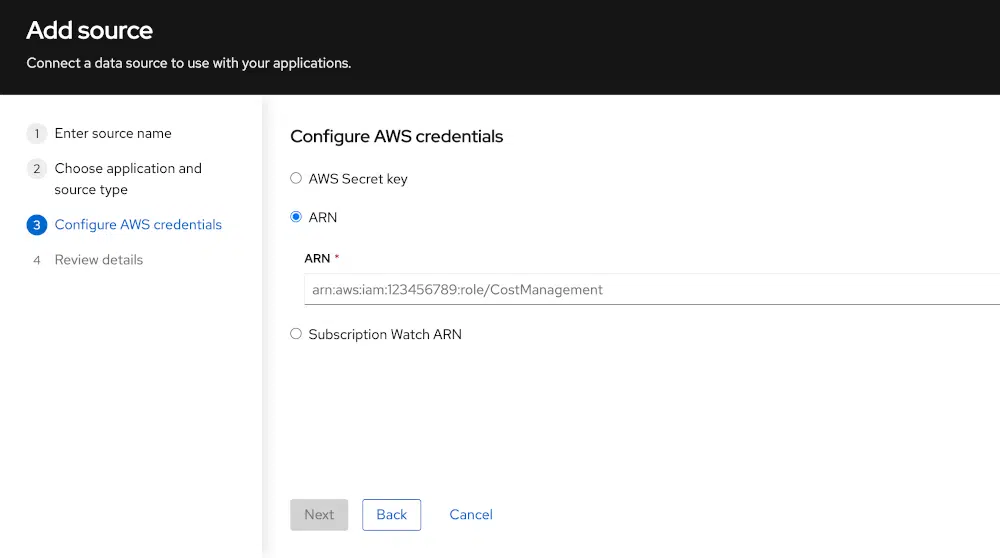 Add source
Connect a data source to use with your applications.
1 Enter source name
2 Choose application and
source type
3 Configure AWS credentials
4 Review details
Configure AWS credentials
AWS Secret key
ARN
ARN *
arn:aws:iam:123456789:role/CostManagement
Subscription Watch ARN
Next Back Cancel